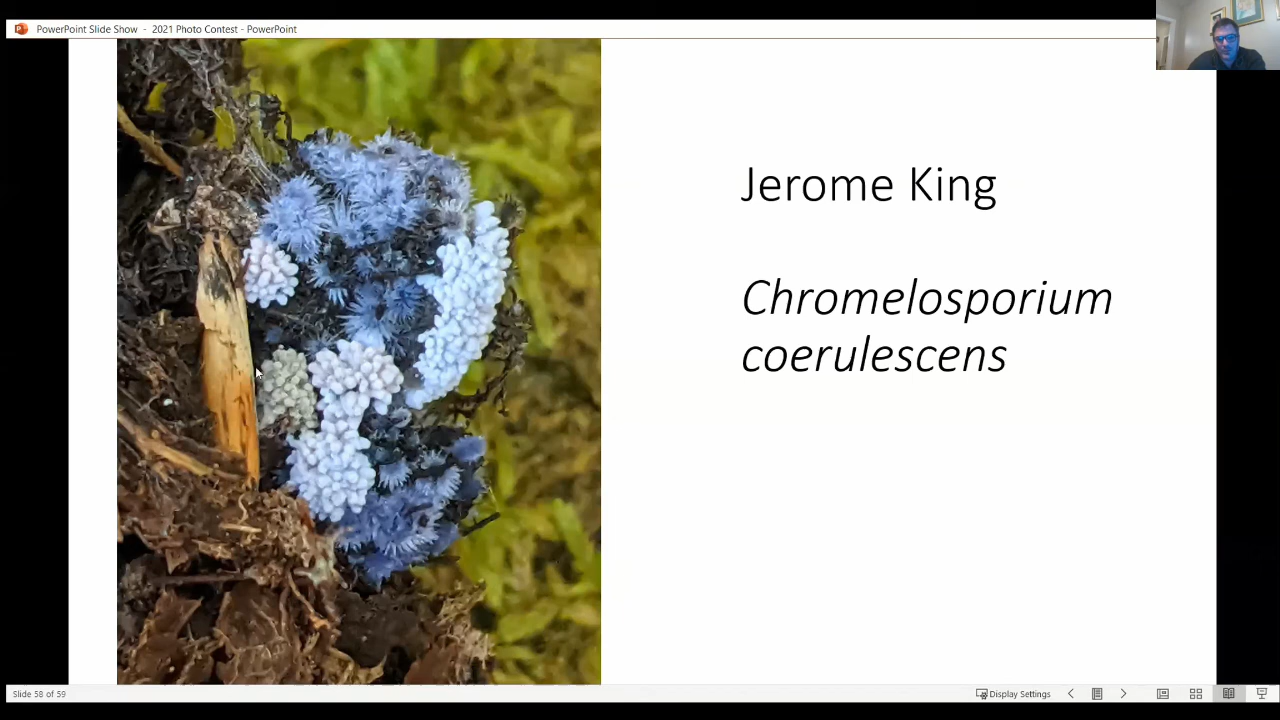 PowerPoint Slide Show - 2021 Photo Contest - PowerPoint
Jerome King
Chromelosporium
coerulescens
Slide 58 of 59
Display Settings